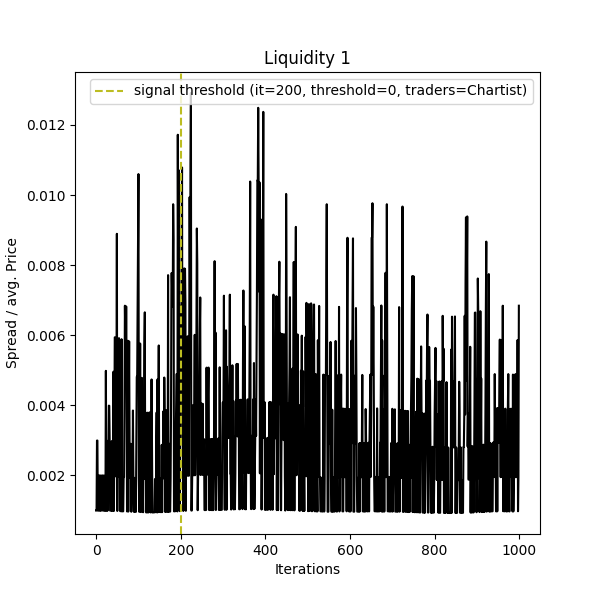 Liquidity 1
signal threshold (it=200, threshold=0, traders=Chartist)
Spread / avg. Price
0.012
0.010
0.008
0.006
0.004
0.002
0 200 400 600 800 1000
Iterations